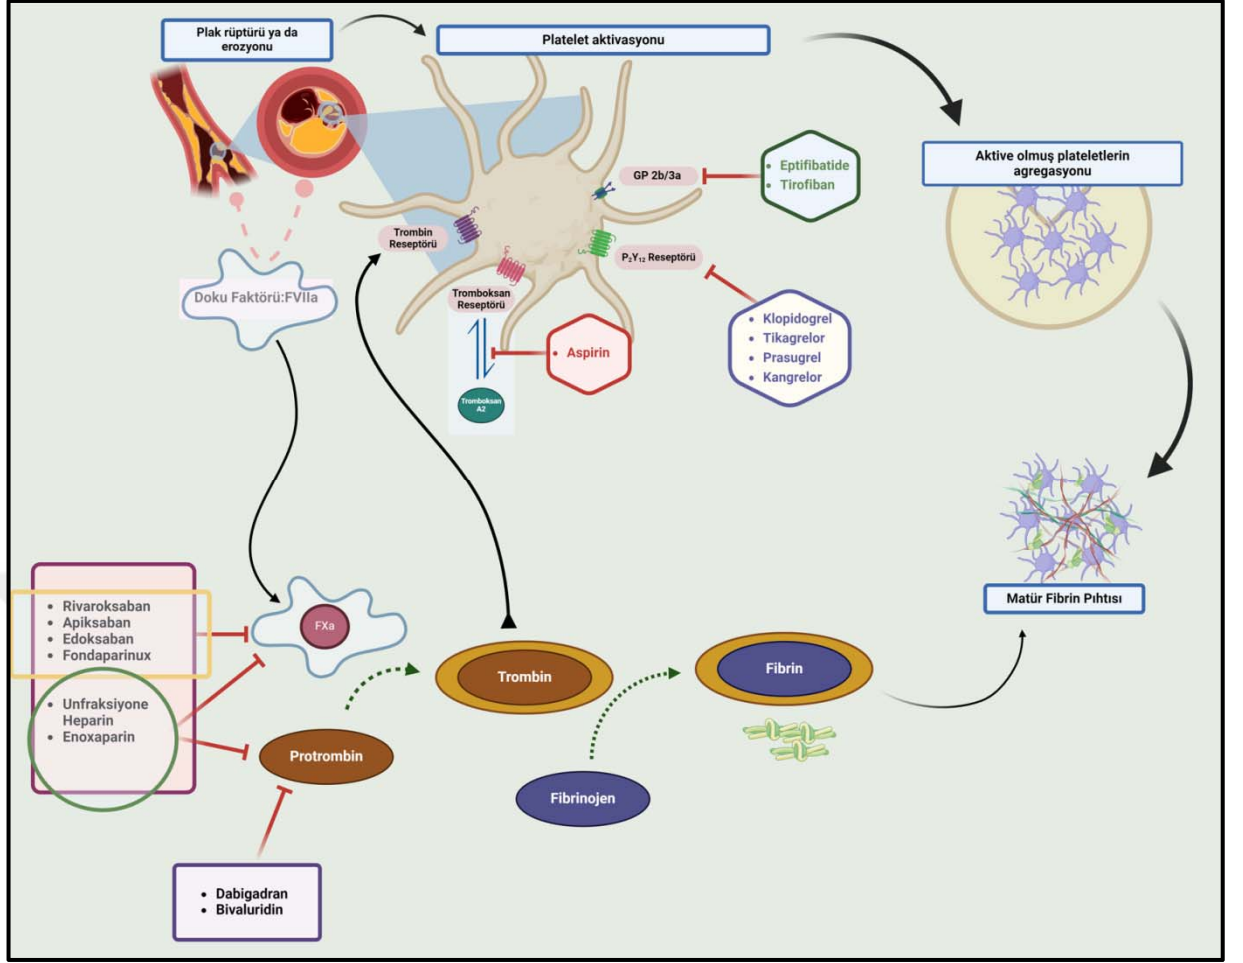 Plak rüptürü ya da
erozyonu
Platelet aktivasyonu
Aktive olmuş plateletlerin
agregasyonu
GP 2b/3a
• Eptifibatide
• Tirofiban
Trombin
Reseptörü
P₂Y₁₂ Reseptörü
Tromboksan
Reseptörü
Doku Faktörü:FVIIa
• Klopidogrel
• Tikagrelor
• Prasugrel
• Kangrelor
• Aspirin
Tromboksan
A2
Matür Fibrin Pıhtısı
• Rivaroksaban
• Apiksaban
• Edoksaban
• Fondaparinux
FXa
• Unfraksiyone
Heparin
• Enoxaparin
Trombin
Fibrin
Protrombin
Fibrinojen
• Dabigadran
• Bivaluridin